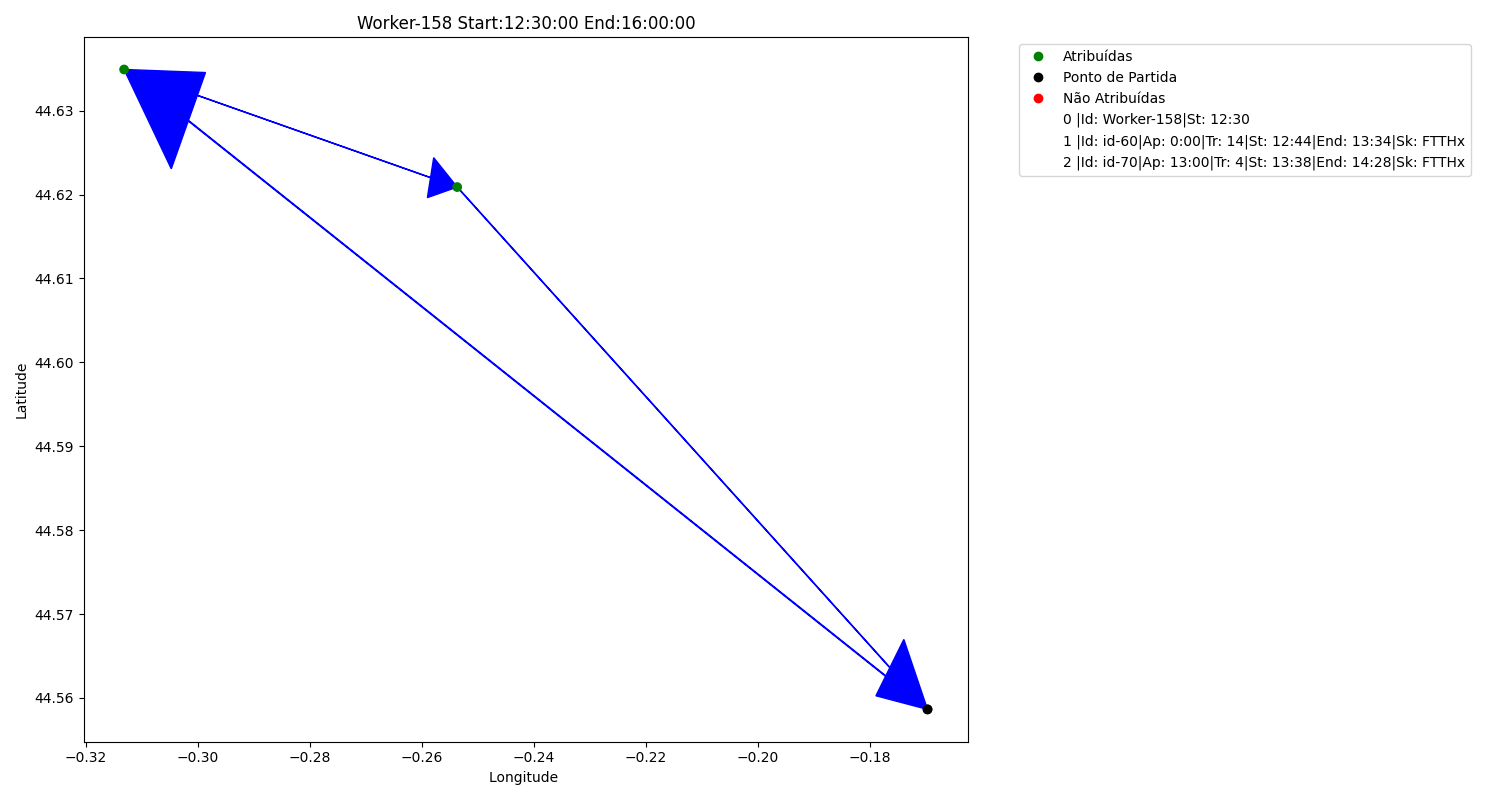 Worker-158 Start:12:30:00 End:16:00:00
Atribuídas
Ponto de Partida
Não Atribuídas
0 |Id: Worker-158|St: 12:30
1 |Id: id-60|Ap: 0:00|Tr: 14|St: 12:44|End: 13:34|Sk: FTTHx
2 |Id: id-70|Ap: 13:00|Tr: 4|St: 13:38|End: 14:28|Sk: FTTHx
Latitude
44.63
44.62
44.61
44.60
44.59
44.58
44.57
44.56
−0.32 −0.30 −0.28 −0.26 −0.24 −0.22 −0.20 −0.18
Longitude